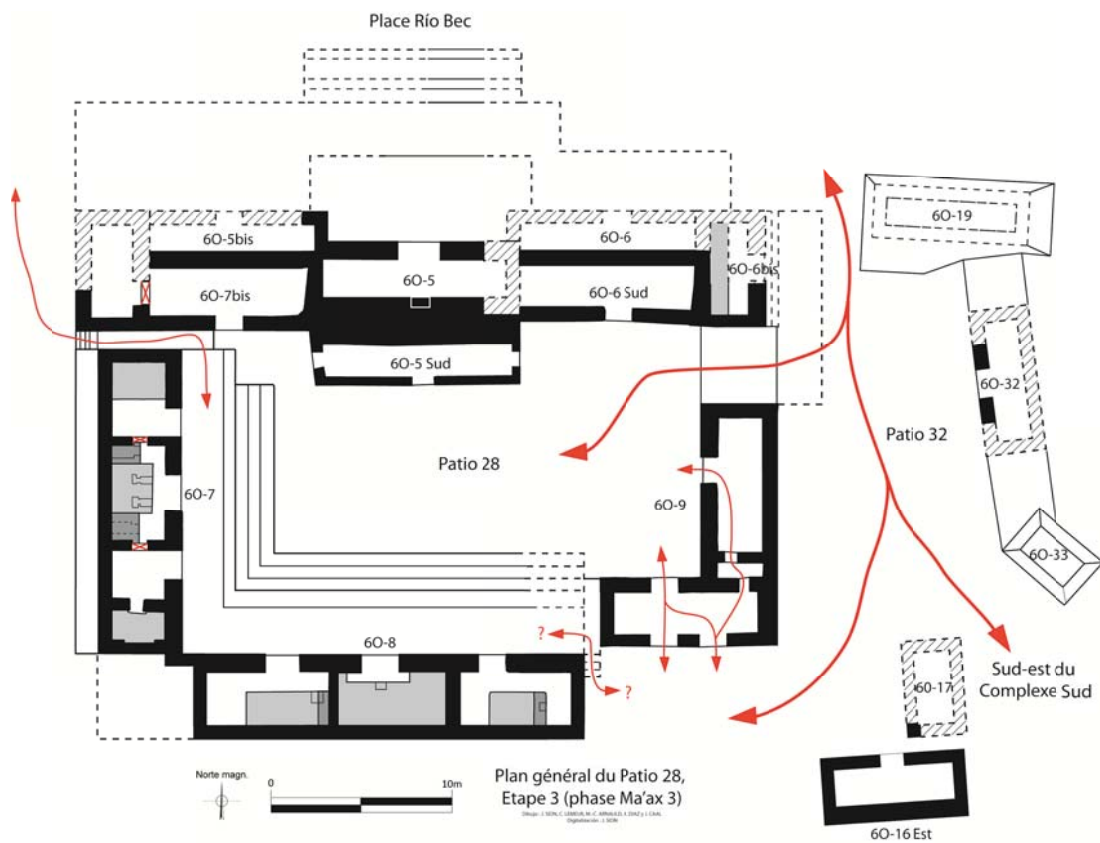 Place Río Bec
6O-19
6O-5bis
6O-6
6O-6bis
6O-5
6O-7bis
6O-6 Sud
6O-5 Sud
6O-32
Patio 32
Patio 28
6O-7
6O-9
6O-33
?
6O-8
?
Sud-est du
Complexe Sud
60-17
Norte magn.
0
10m
Plan général du Patio 28,
Etape 3 (phase Ma'ax 3)
6O-16 Est